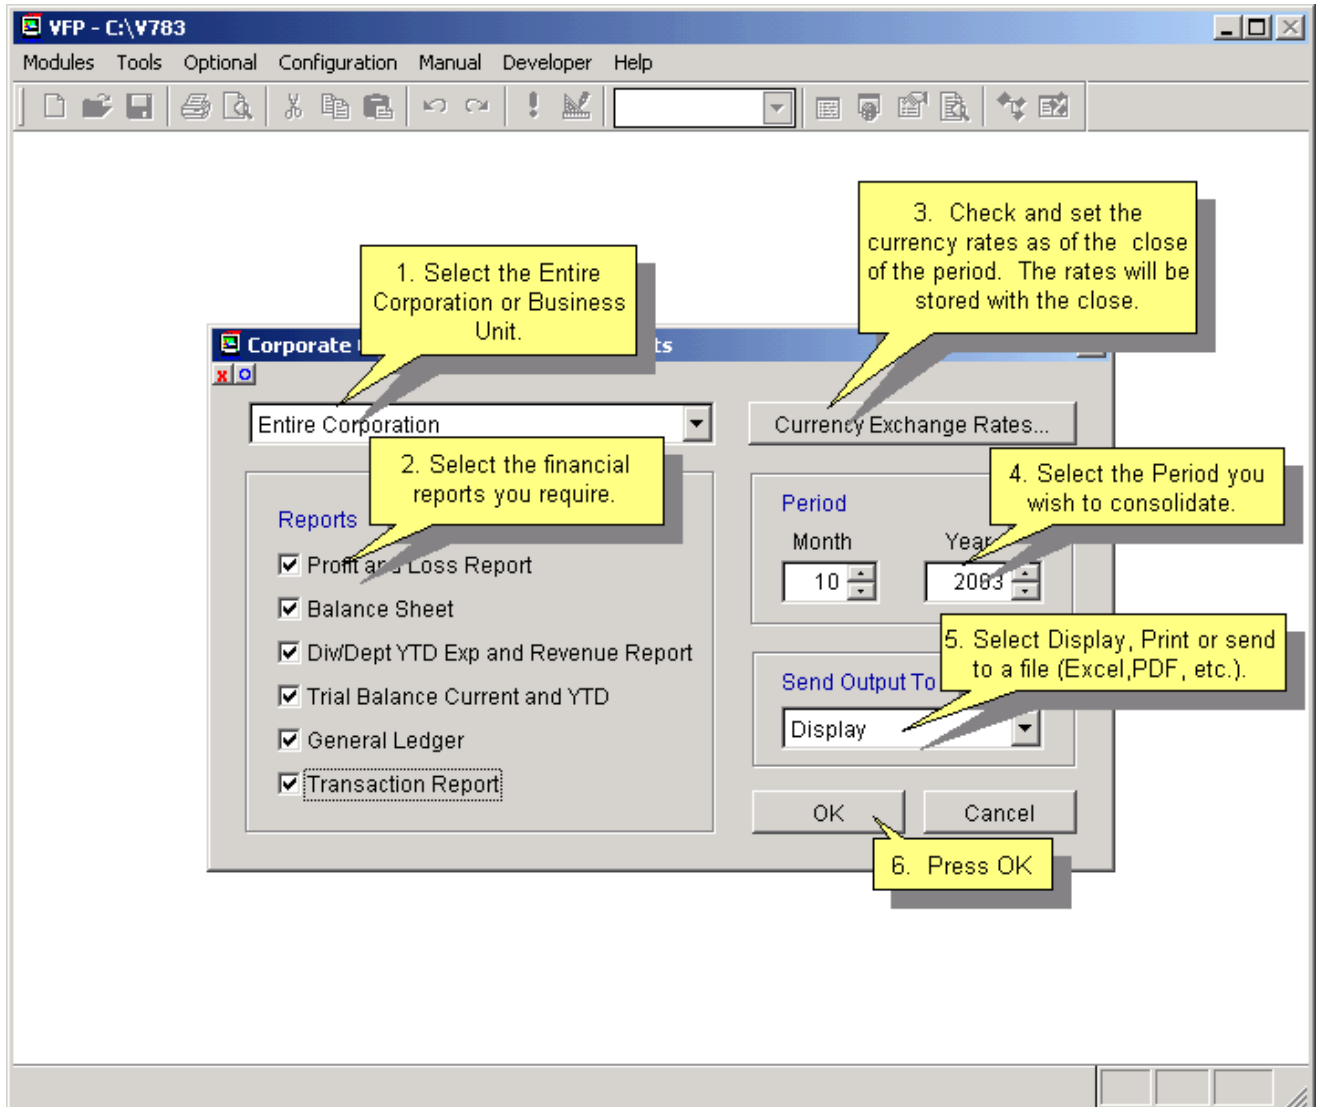 VFP - C:\V783
Modules Tools Optional Configuration Manual Developer Help
3. Check and set the
currency rates as of the close
of the period. The rates will be
stored with the close.
1. Select the Entire
Corporation or Business
Unit.
Corporate
Entire Corporation
Currency Exchange Rates...
2. Select the financial
reports you require.
4. Select the Period you
wish to consolidate.
Reports
Profit and Loss Report
Balance Sheet
Div/Dept YTD Exp and Revenue Report
Trial Balance Current and YTD
General Ledger
Transaction Report
Period
Month Year
10 2003
5. Select Display, Print or send
to a file (Excel,PDF, etc.).
Send Output To
Display
OK Cancel
6. Press OK